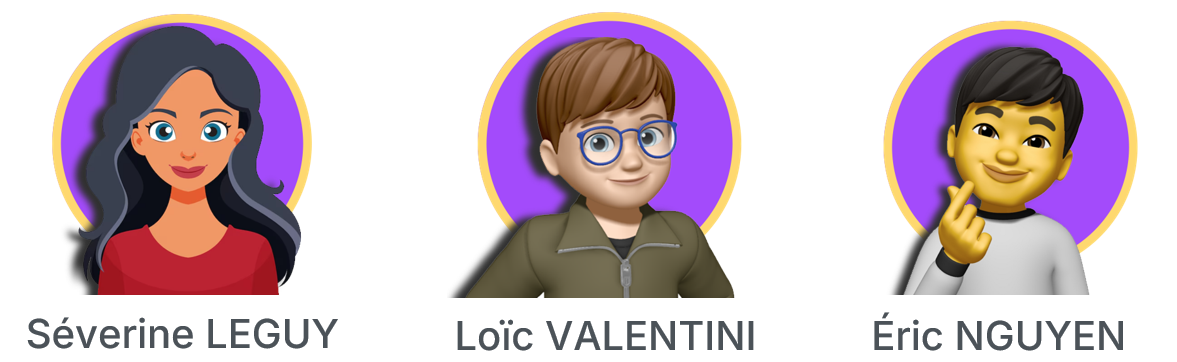 Séverine LEGUY
Loïc VALENTINI
Éric NGUYEN